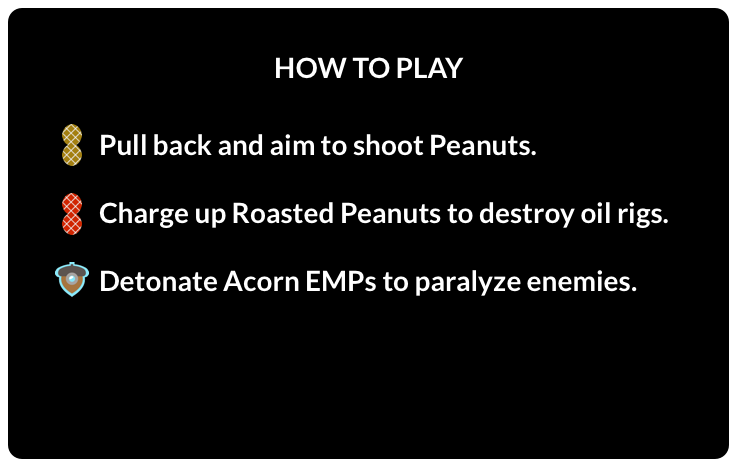 HOW TO PLAY
Pull back and aim to shoot Peanuts.
Charge up Roasted Peanuts to destroy oil rigs.
Detonate Acorn EMPs to paralyze enemies.